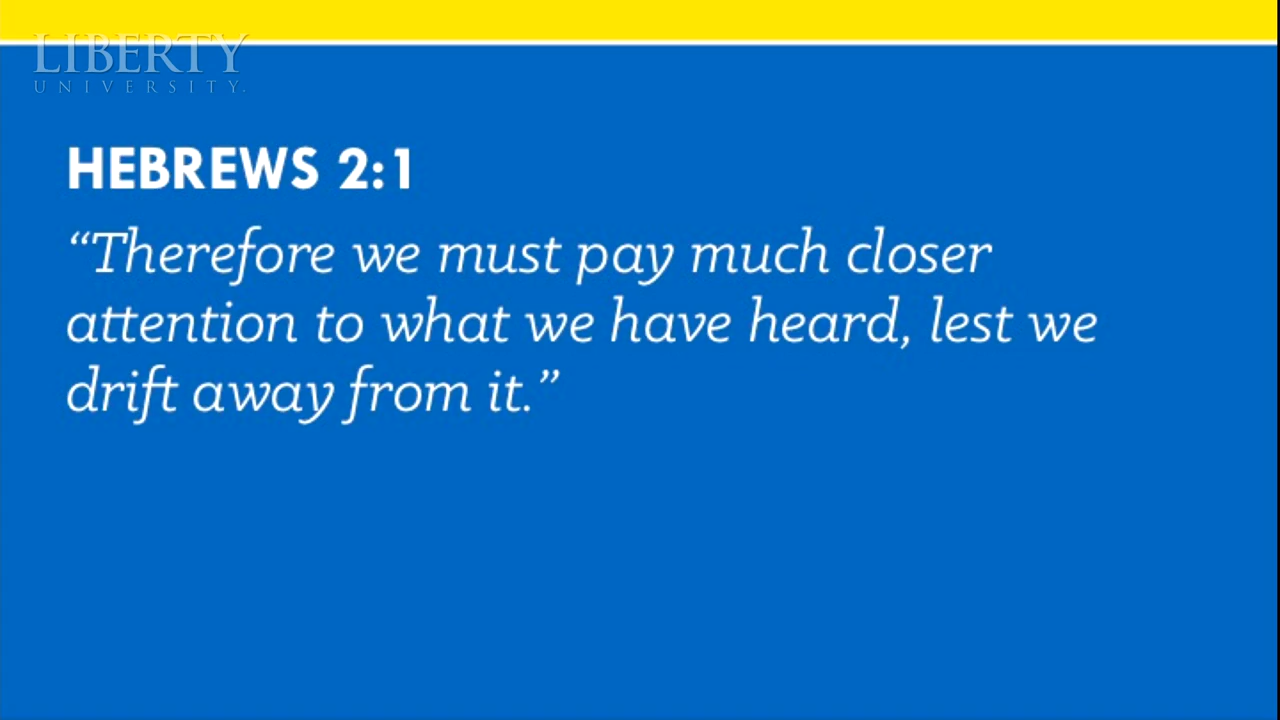 LIBERTY
UNIVERSITY.
HEBREWS 2:1
“Therefore we must pay much closer
attention to what we have heard, lest we
drift away from it.”